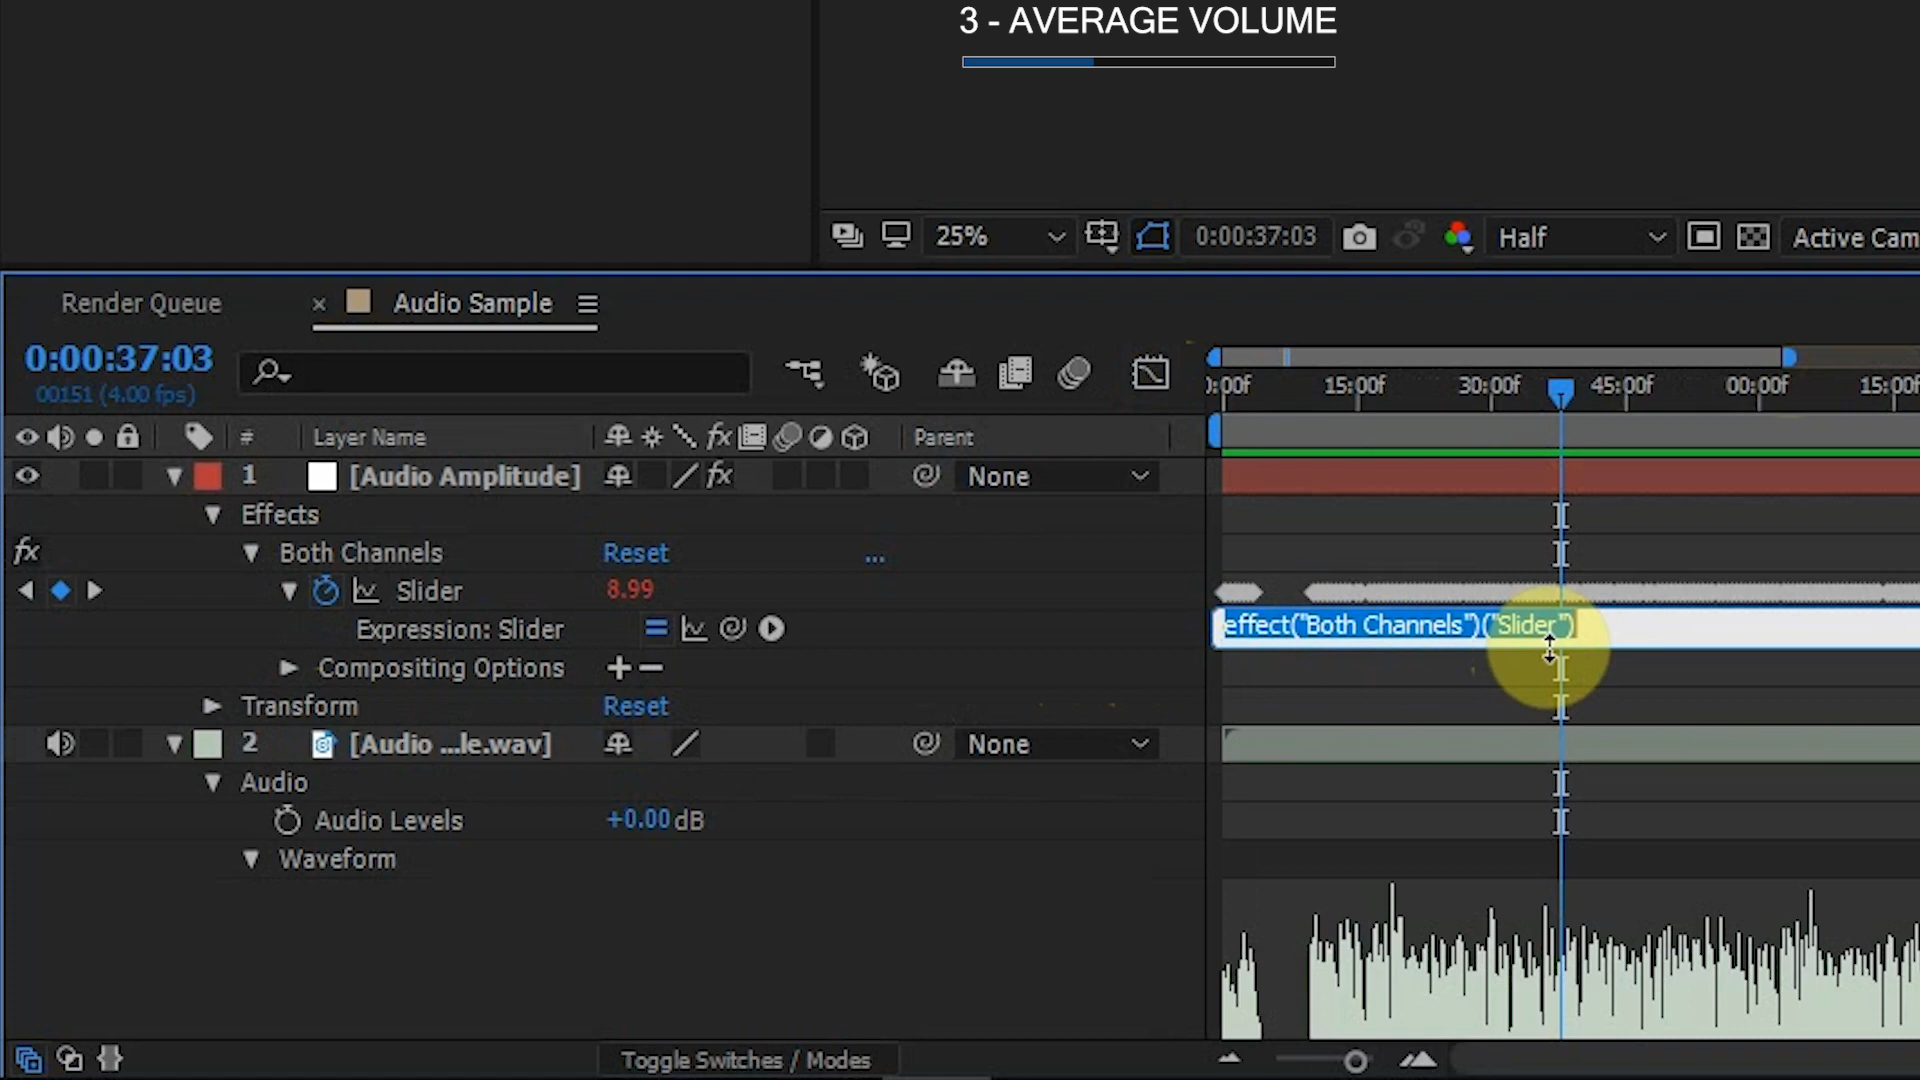 3 - AVERAGE VOLUME
25%
0:00:37:03
Half
Active Cam
Render Queue
× Audio Sample
0:00:37:03
00151 (4.00 fps)
):00f 15:00f 30:00f 45:00f 00:00f 15:00f
# Layer Name fx Parent
1 [Audio Amplitude] fx None
Effects
fx Both Channels Reset ...
Slider 8.99
Expression: Slider effect("Both Channels")("Slider")
Compositing Options + −
Transform Reset
2 [Audio ...le.wav] None
Audio
Audio Levels +0.00 dB
Waveform
Toggle Switches / Modes